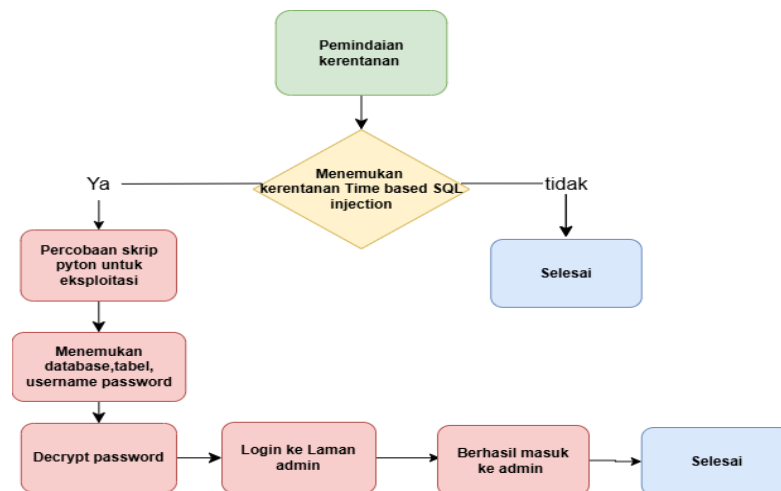 Pemindaian
kerentanan
Menemukan
kerentanan Time based SQL
injection
Ya
tidak
Percobaan skrip
pyton untuk
eksploitasi
Selesai
Menemukan
database,tabel,
username password
Decrypt password
Login ke Laman
admin
Berhasil masuk
ke admin
Selesai